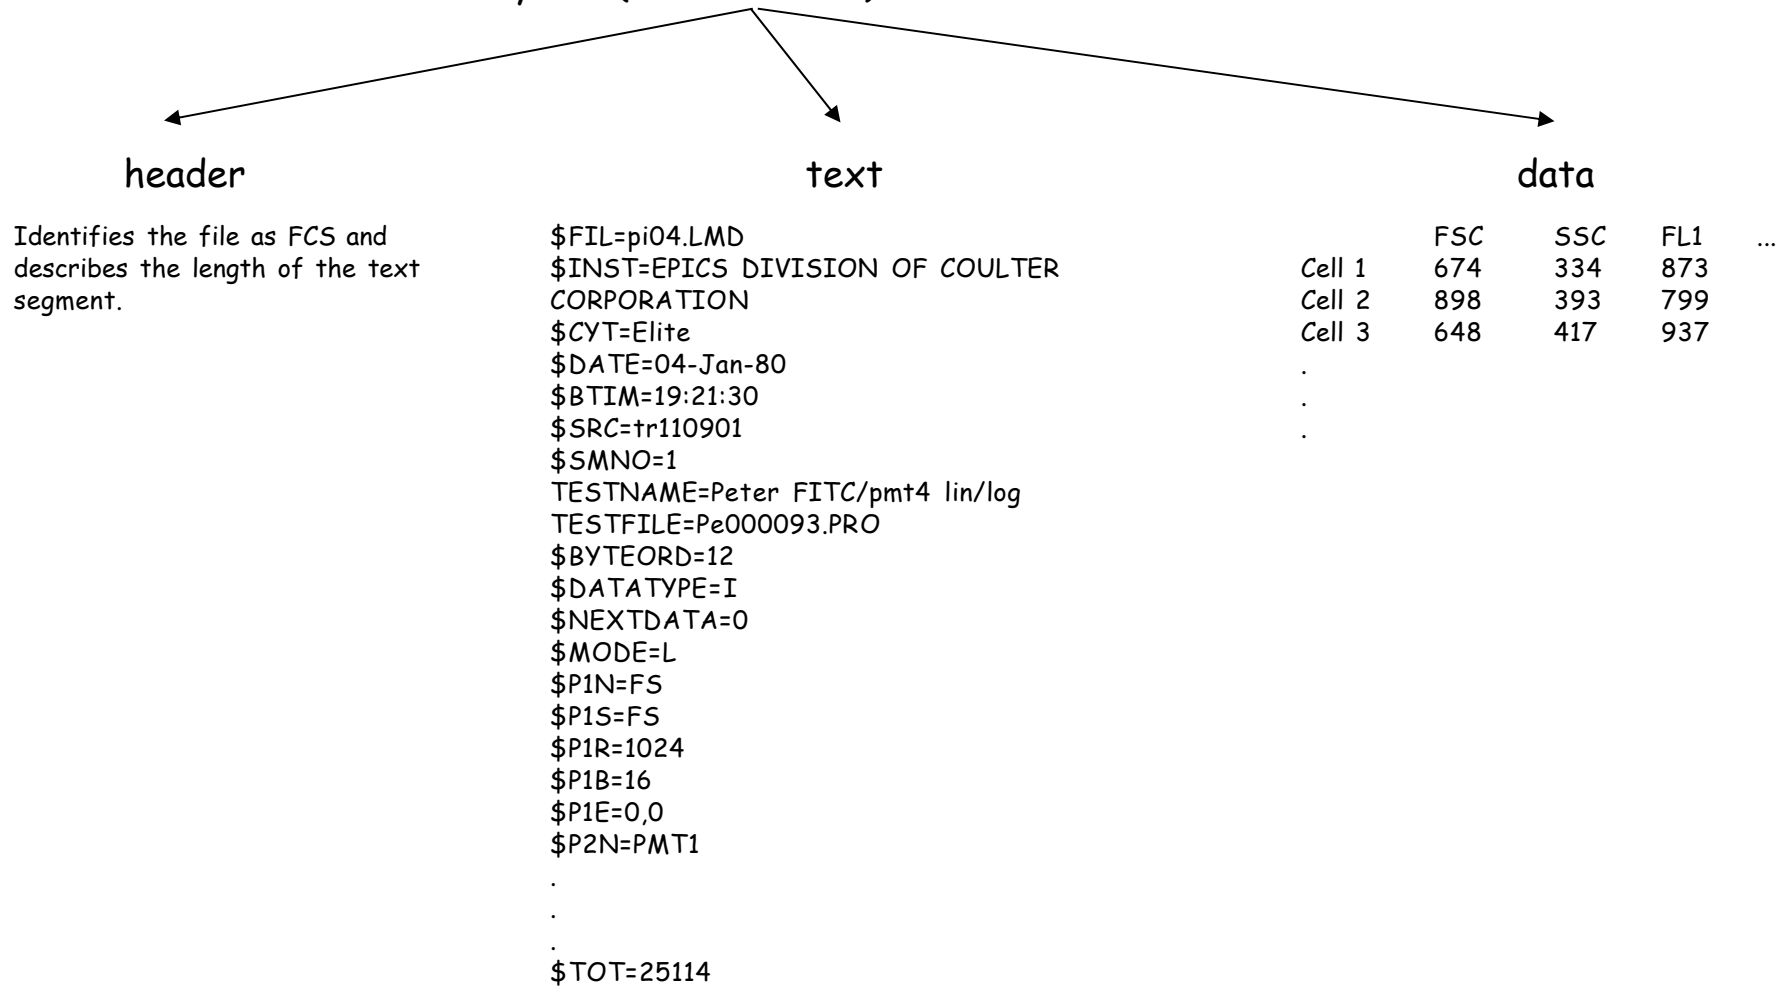 header
Identifies the file as FCS and
describes the length of the text
segment.
text
$FIL=pi04.LMD
$INST=EPICS DIVISION OF COULTER
CORPORATION
$CYT=Elite
$DATE=04-Jan-80
$BTIM=19:21:30
$SRC=tr110901
$SMNO=1
TESTNAME=Peter FITC/pmt4 lin/log
TESTFILE=Pe000093.PRO
$BYTEORD=12
$DATATYPE=I
$NEXTDATA=0
$MODE=L
$P1N=FS
$P1S=FS
$P1R=1024
$P1B=16
$P1E=0,0
$P2N=PMT1
.
.
.
$TOT=25114
data
FSC SSC FL1 ...
Cell 1 674 334 873
Cell 2 898 393 799
Cell 3 648 417 937
.
.
.